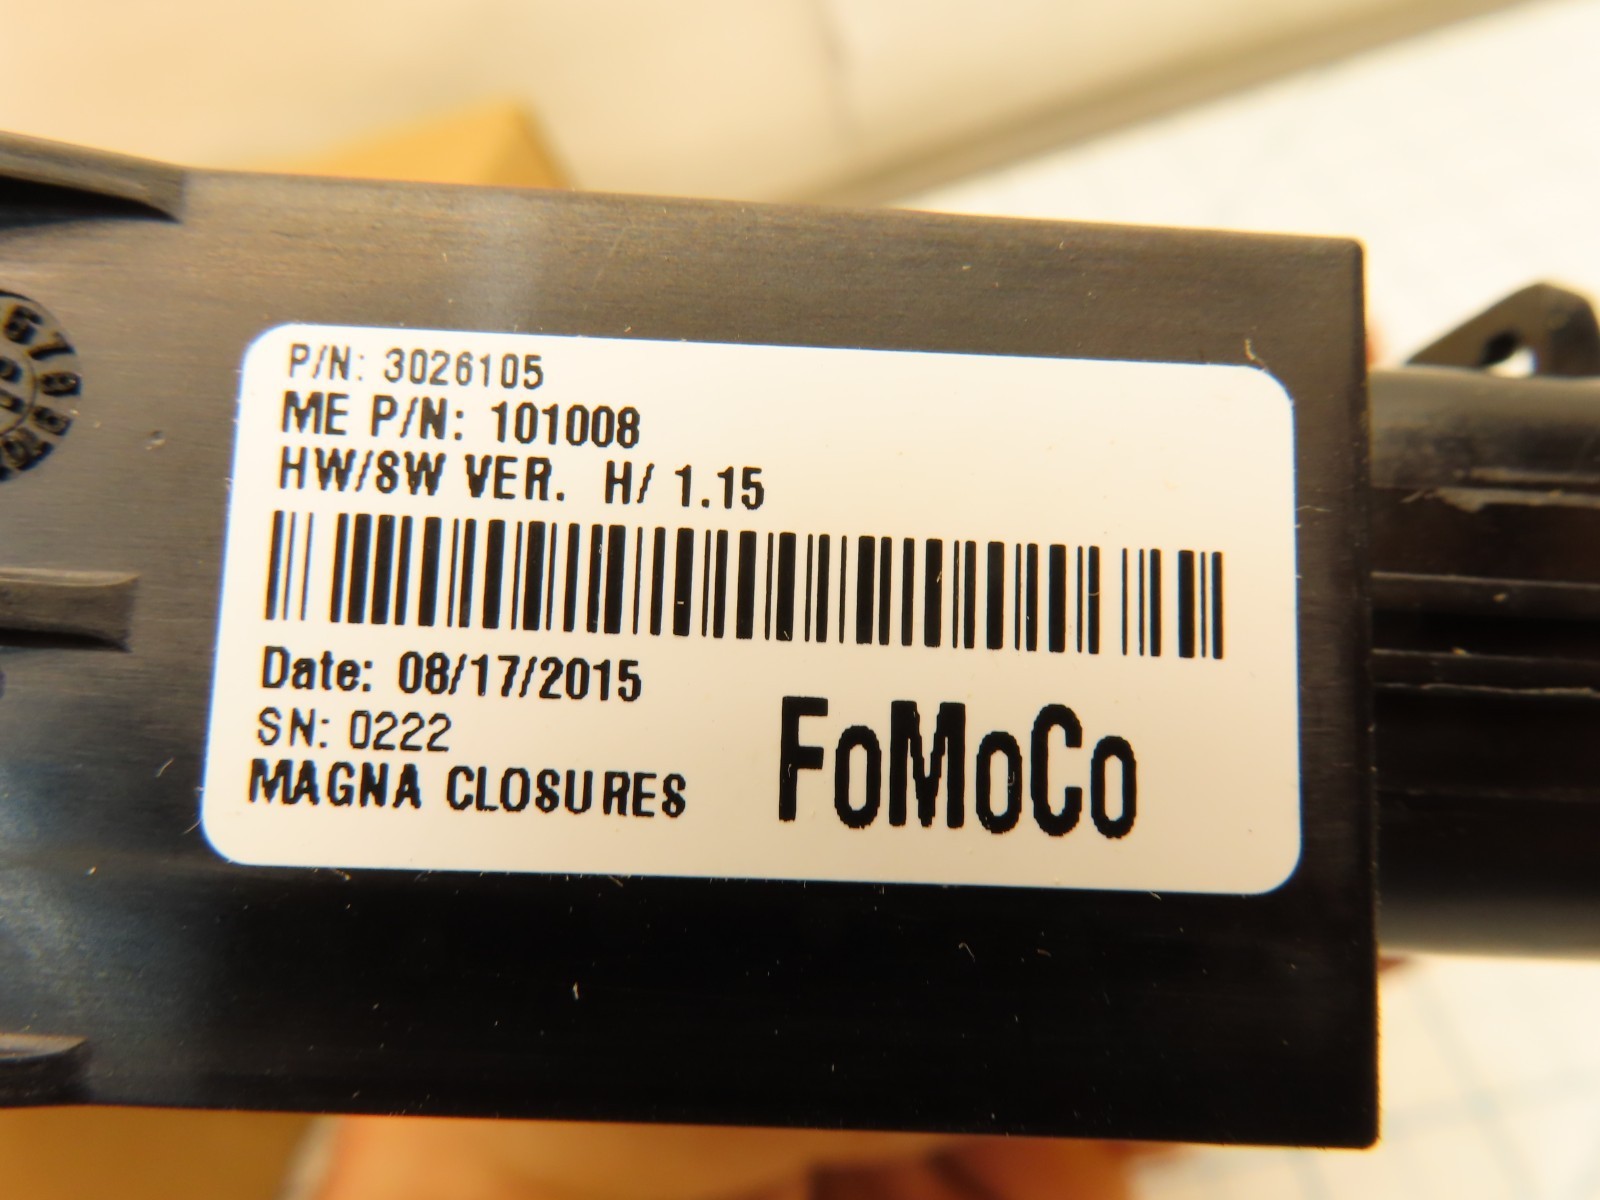 P/N: 3026105
ME P/N: 101008
HW/SW VER. H/ 1.15
Date: 08/17/2015
SN: 0222
MAGNA CLOSURES
FoMoCo